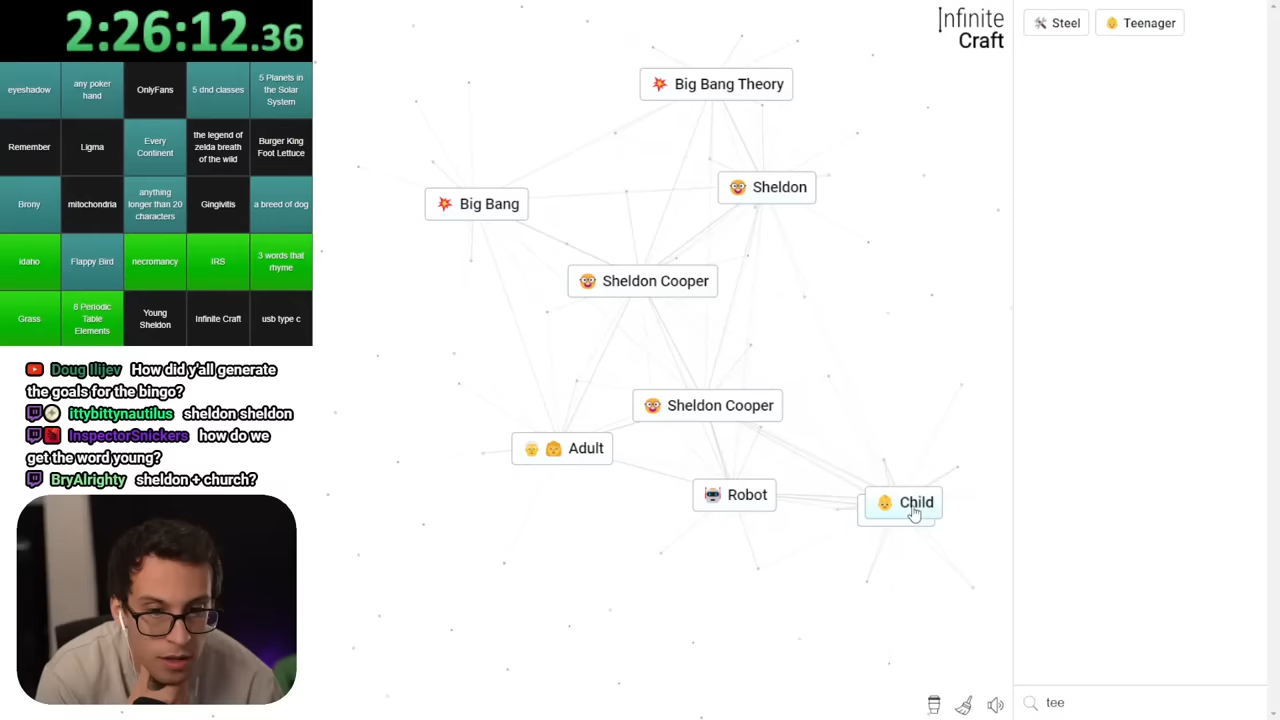 2:26:12.36
eyeshadow
any poker
hand
OnlyFans
5 dnd classes
5 Planets in
the Solar
System
Remember
Ligma
Every
Continent
the legend of
zelda breath
of the wild
Burger King
Foot Lettuce
Brony
mitochondria
anything
longer than 20
characters
Gingivitis
a breed of dog
idaho
Flappy Bird
necromancy
IRS
3 words that
rhyme
Grass
8 Periodic
Table
Elements
Young
Sheldon
Infinite Craft
usb type c
Doug Ilijev How did y'all generate
the goals for the bingo?
ittybittynautilus sheldon sheldon
InspectorSnickers how do we
get the word young?
BryAlrighty sheldon + church?
Infinite
Craft
Big Bang Theory
Sheldon
Big Bang
Sheldon Cooper
Sheldon Cooper
Adult
Robot
Child
Steel
Teenager
tee